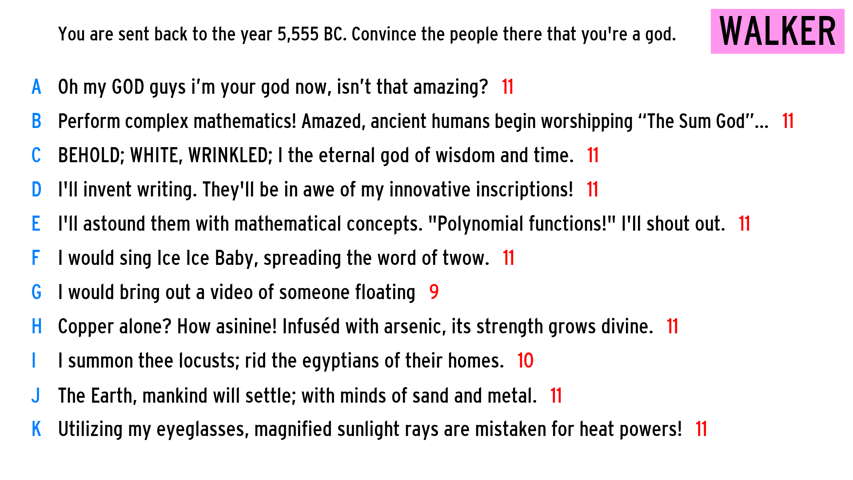 You are sent back to the year 5,555 BC. Convince the people there that you're a god.
WALKER
A Oh my GOD guys i’m your god now, isn’t that amazing? 11
B Perform complex mathematics! Amazed, ancient humans begin worshipping “The Sum God”... 11
C BEHOLD; WHITE, WRINKLED; I the eternal god of wisdom and time. 11
D I'll invent writing. They'll be in awe of my innovative inscriptions! 11
E I'll astound them with mathematical concepts. "Polynomial functions!" I'll shout out. 11
F I would sing Ice Ice Baby, spreading the word of twow. 11
G I would bring out a video of someone floating 9
H Copper alone? How asinine! Infuséd with arsenic, its strength grows divine. 11
I I summon thee locusts; rid the egyptians of their homes. 10
J The Earth, mankind will settle; with minds of sand and metal. 11
K Utilizing my eyeglasses, magnified sunlight rays are mistaken for heat powers! 11